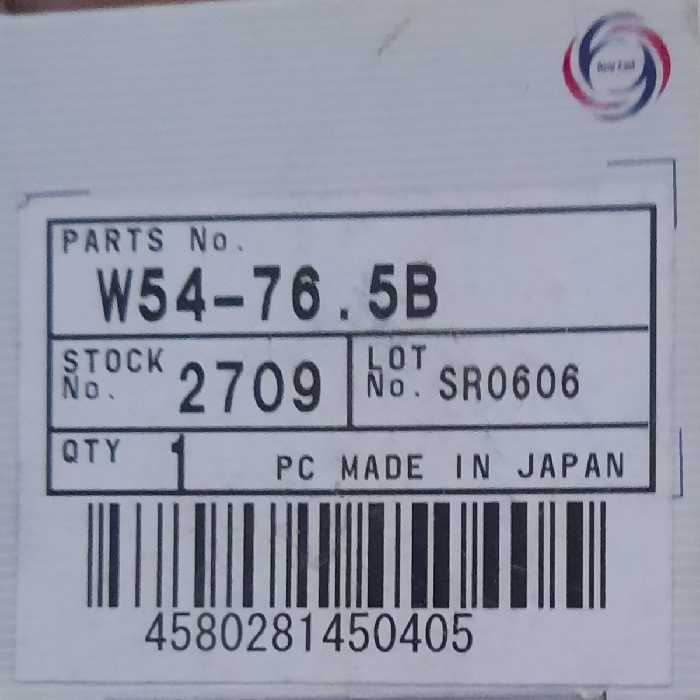 PARTS No.
W54-76.5B
STOCK No. 2709
LOT No. SR0606
QTY 1 PC MADE IN JAPAN
4580281450405